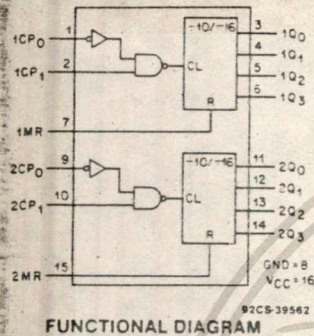 1CP0 1
1CP1 2
1MR 7
-10/-16
CL
R
3 1Q0
4 1Q1
5 1Q2
6 1Q3
2CP0 9
2CP1 10
2MR 15
-10/-16
CL
R
11 2Q0
12 2Q1
13 2Q2
14 2Q3
GND = 8
VCC = 16
92CS-39562
FUNCTIONAL DIAGRAM